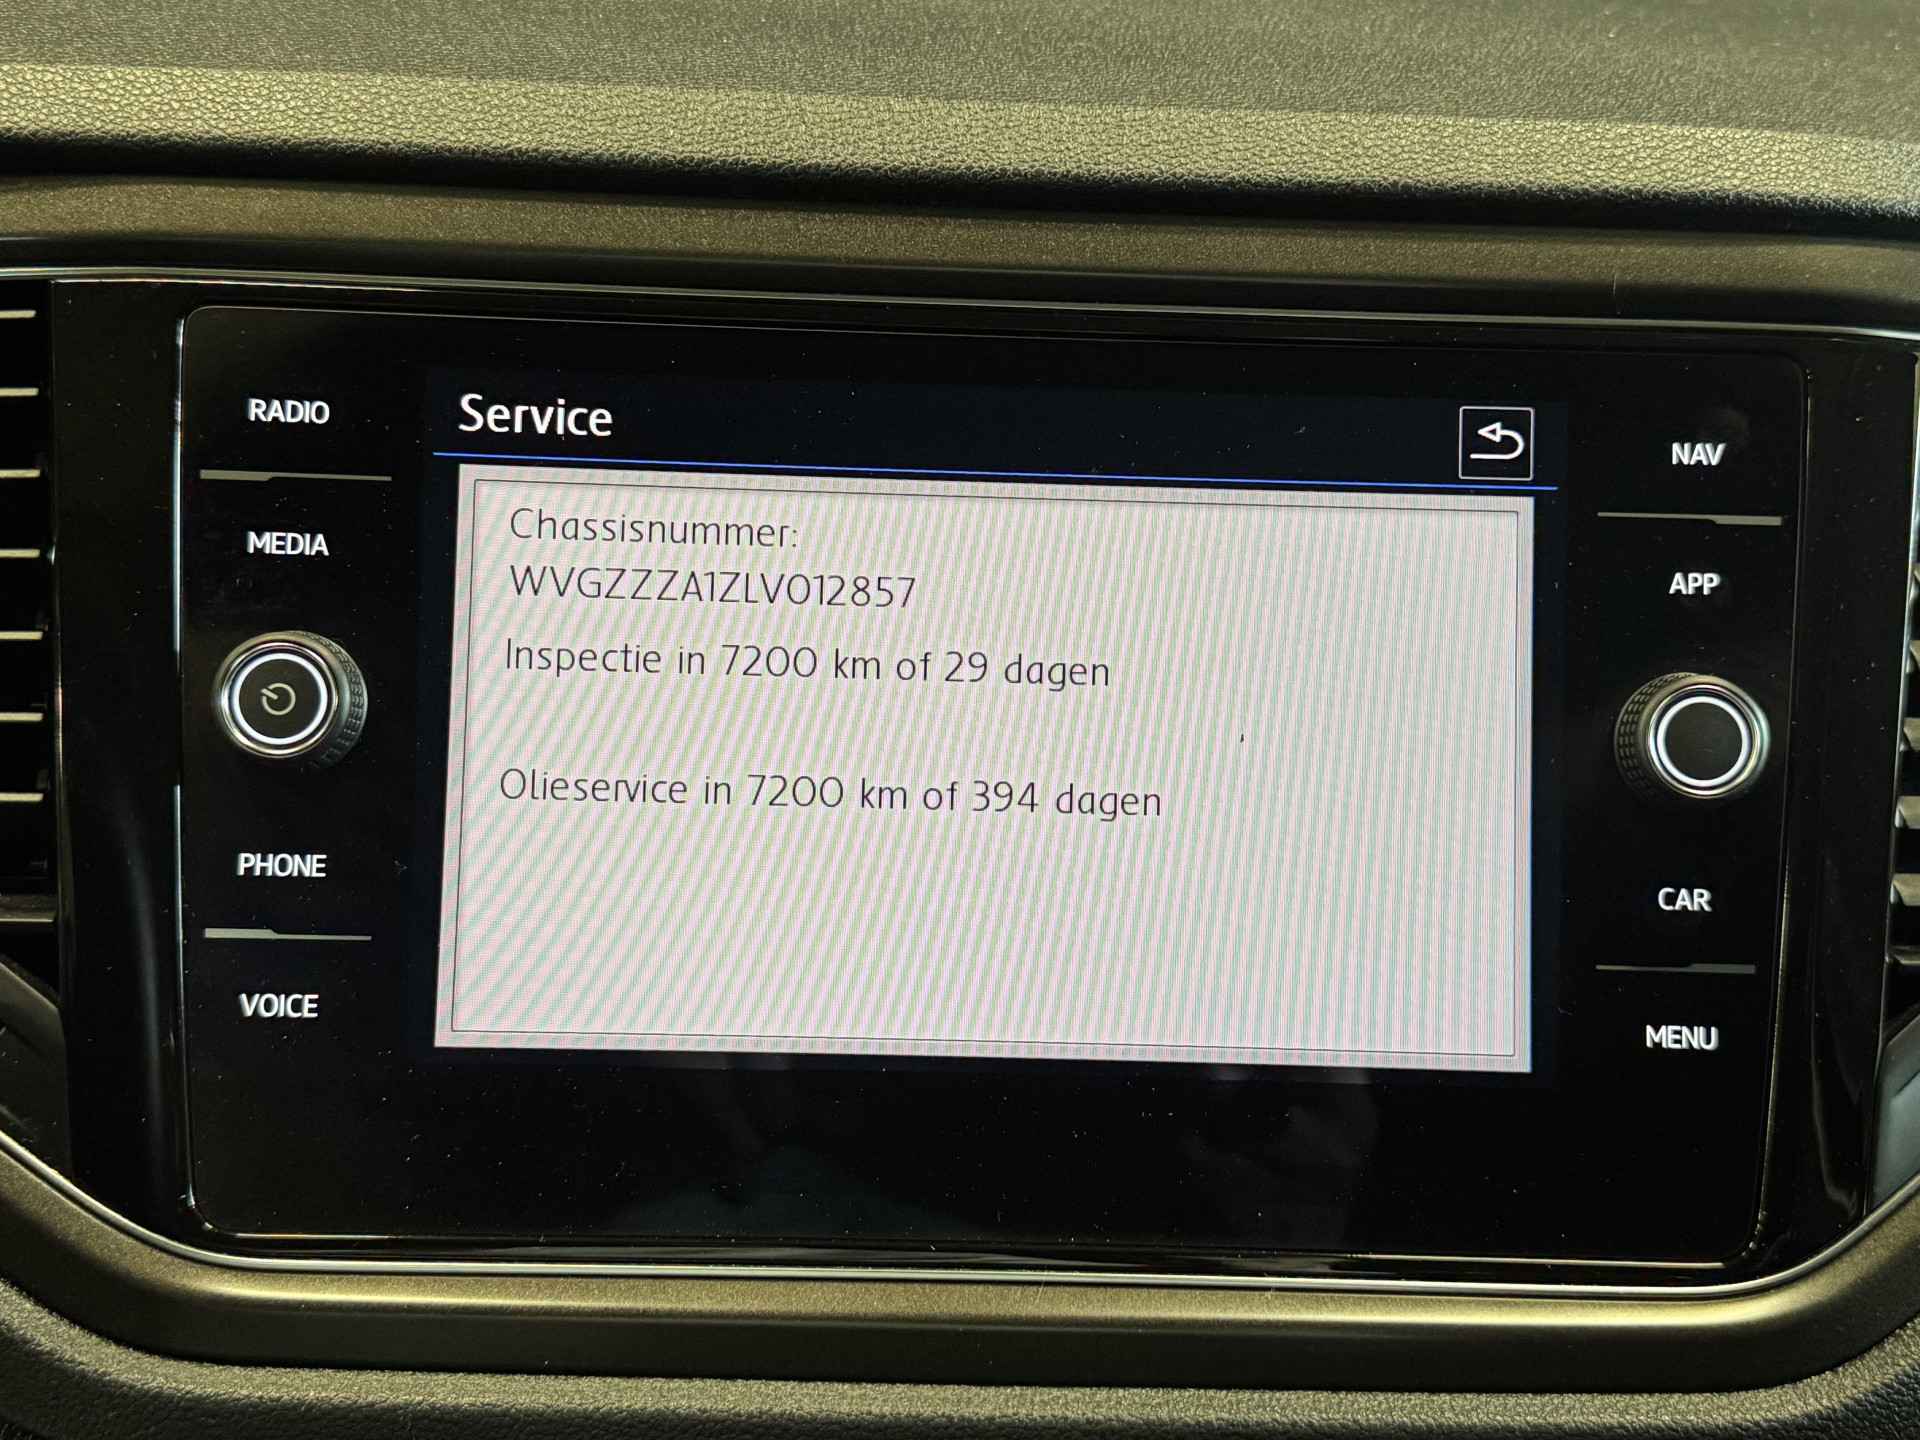 Service
Chassisnummer:
WVGZZZA1ZLV012857
Inspectie in 7200 km of 29 dagen
Olieservice in 7200 km of 394 dagen
RADIO
MEDIA
PHONE
VOICE
NAV
APP
CAR
MENU